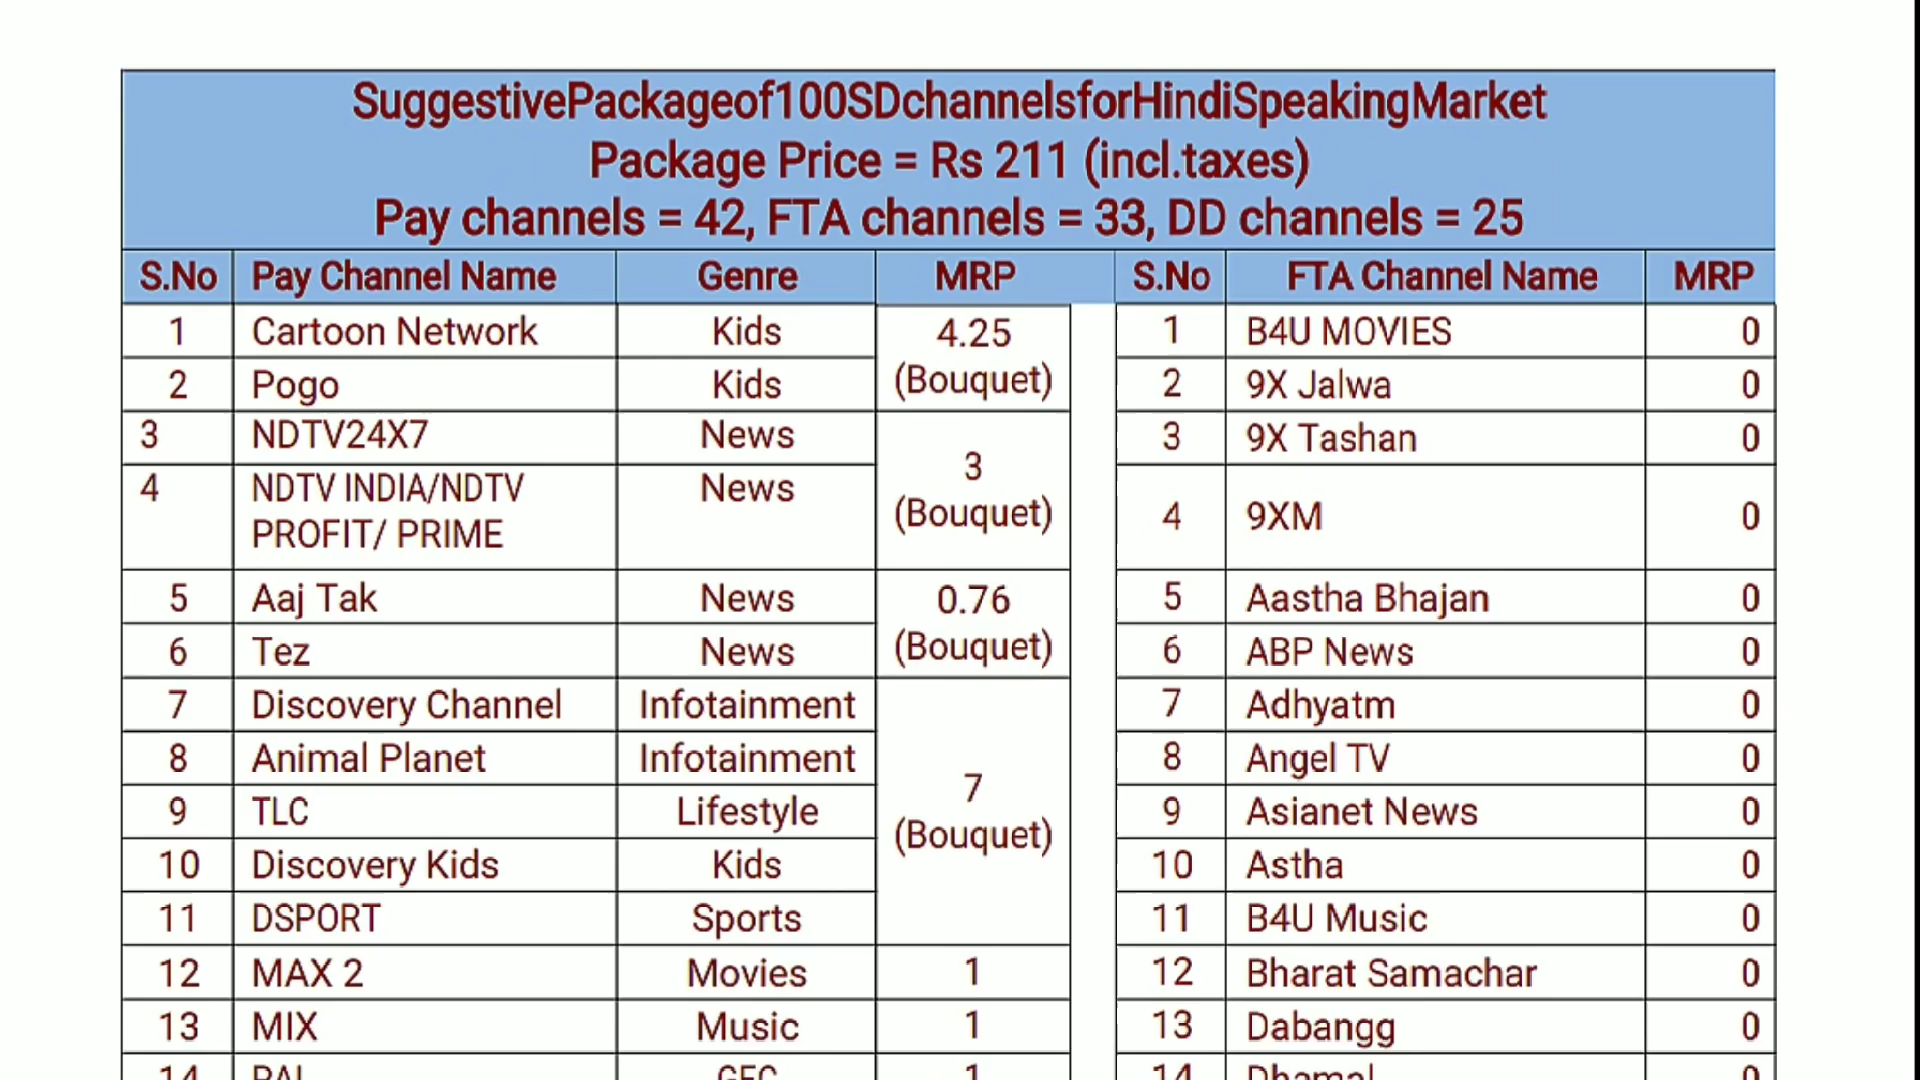 SuggestivePackageof100SDchannelsforHindiSpeakingMarket
Package Price = Rs 211 (incl.taxes)
Pay channels = 42, FTA channels = 33, DD channels = 25
S.No Pay Channel Name Genre MRP S.No FTA Channel Name MRP
1 Cartoon Network Kids 4.25 1 B4U MOVIES 0
2 Pogo Kids (Bouquet) 2 9X Jalwa 0
3 NDTV24X7 News 3 9X Tashan 0
3
4 NDTV INDIA/NDTV News 4 9XM 0
PROFIT/ PRIME (Bouquet)
5 Aaj Tak News 0.76 5 Aastha Bhajan 0
6 Tez News (Bouquet) 6 ABP News 0
7 Discovery Channel Infotainment 7 Adhyatm 0
8 Animal Planet Infotainment 7 8 Angel TV 0
9 TLC Lifestyle (Bouquet) 9 Asianet News 0
10 Discovery Kids Kids 10 Astha 0
11 DSPORT Sports 11 B4U Music 0
12 MAX 2 Movies 1 12 Bharat Samachar 0
13 MIX Music 1 13 Dabangg 0
14 PAL GEC 1 14 Dhamal 0